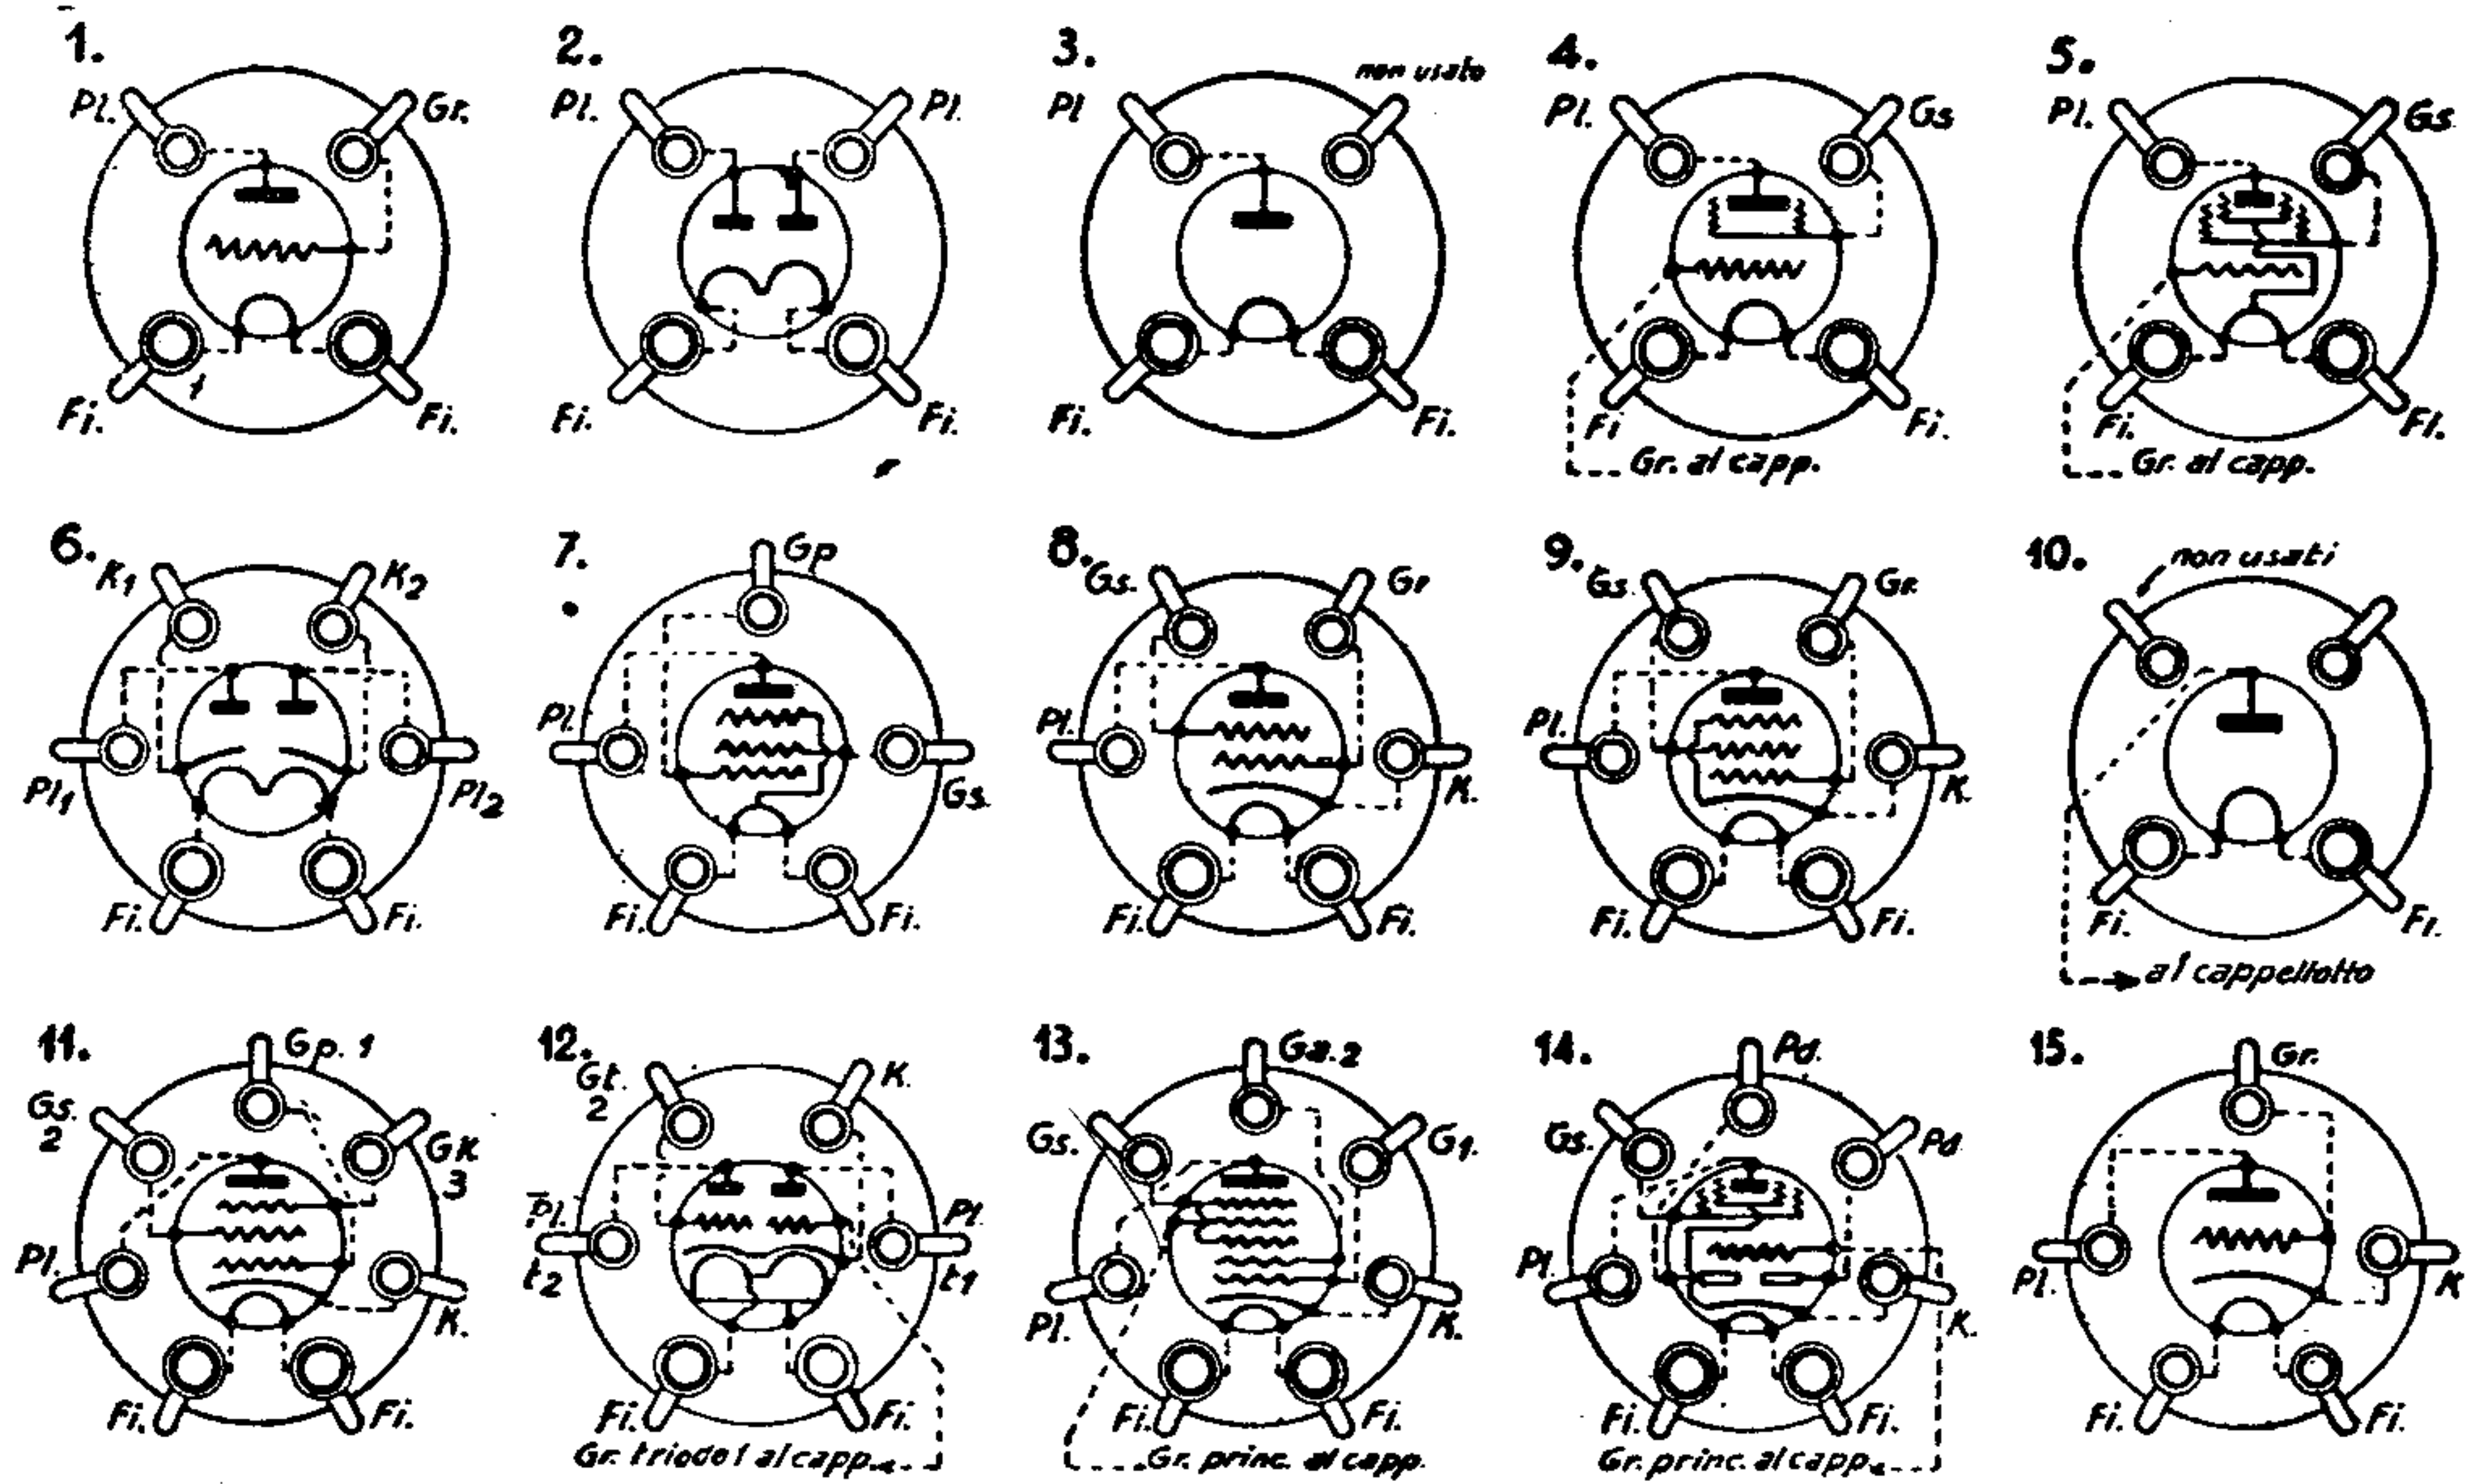 1.
Pl.
Gr.
Fi.
Fi.
2.
Pl.
Pl.
Fi.
Fi.
3.
non usato
Pl
Fi.
Fi.
4.
Pl.
Gs
Fi
Fi.
Gr. al capp.
5.
Pl.
Gs
Fi.
Fi.
Gr. al capp.
6.
K1
K2
Pl1
Pl2
Fi.
Fi.
7.
Gp
Pl.
Gs.
Fi.
Fi.
8.
Gs.
Gr
Pl.
K.
Fi.
Fi.
9.
Gs.
Gr.
Pl.
K.
Fi.
Fi.
10.
non usati
Fi.
Fi.
al cappellotto
11.
Gp. 1
Gs.
2
GK
3
Pl.
K.
Fi.
Fi.
12.
Gt.
2
K.
Pl.
t2
Pl.
t1
Fi.
Fi.
Gr. triodo 1 al capp.
13.
Ga.2
Gs.
G1.
Pl.
K.
Fi.
Fi.
Gr. princ. al capp.
14.
Pd.
Gs.
Pd
Pl.
K.
Fi.
Fi.
Gr. princ. al capp.
15.
Gr.
Pl.
K
Fi.
Fi.